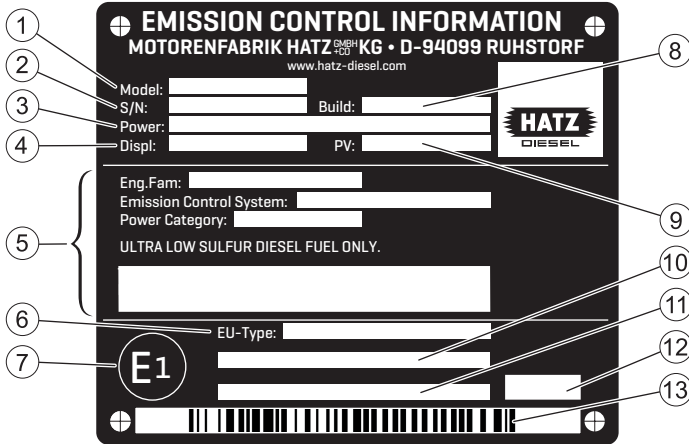 EMISSION CONTROL INFORMATION
MOTORENFABRIK HATZ GMBH +CO KG • D-94099 RUHSTORF
www.hatz-diesel.com
1
Model:
2
S/N: Build: 8
3
Power:
HATZ
DIESEL
4
Displ: PV: 9
5
Eng.Fam:
Emission Control System:
Power Category:
ULTRA LOW SULFUR DIESEL FUEL ONLY.
10
6
EU-Type: 11
7
E1
12
13